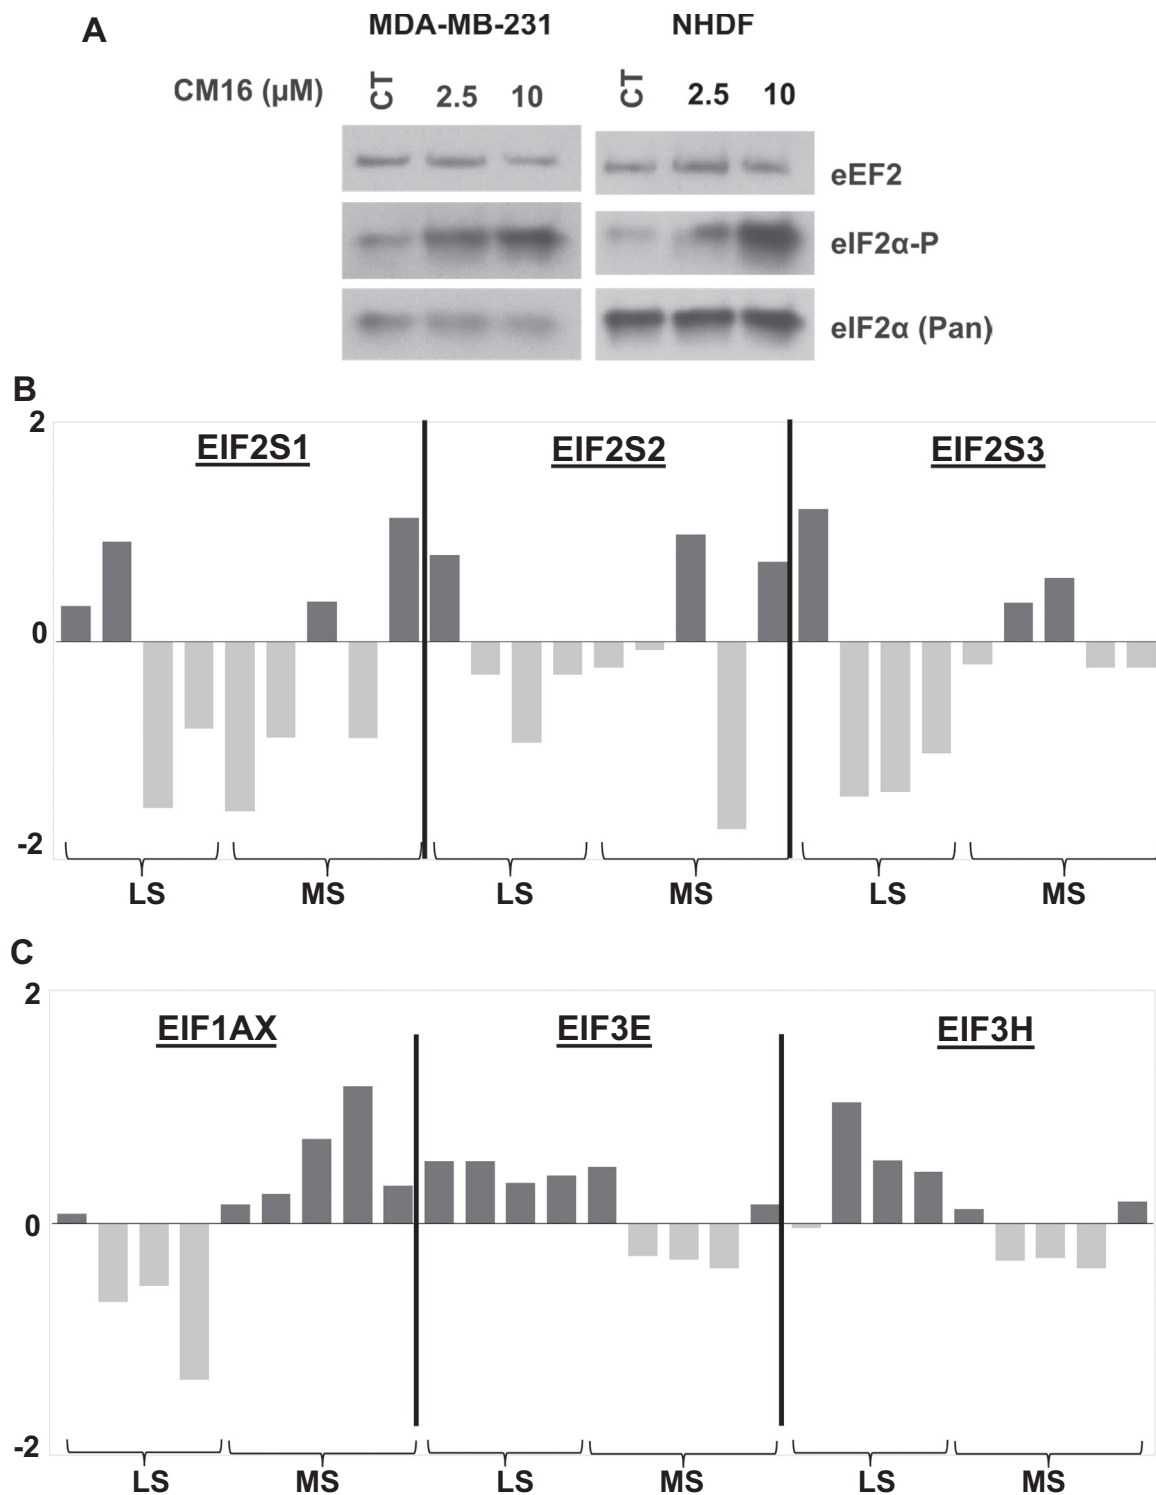 A
MDA-MB-231 NHDF
CM16 (µM) CT 2.5 10 CT 2.5 10
eEF2
eIF2α-P
eIF2α (Pan)
B
2
EIF2S1 EIF2S2 EIF2S3
0
-2
LS MS LS MS LS MS
C
2
EIF1AX EIF3E EIF3H
0
-2
LS MS LS MS LS MS